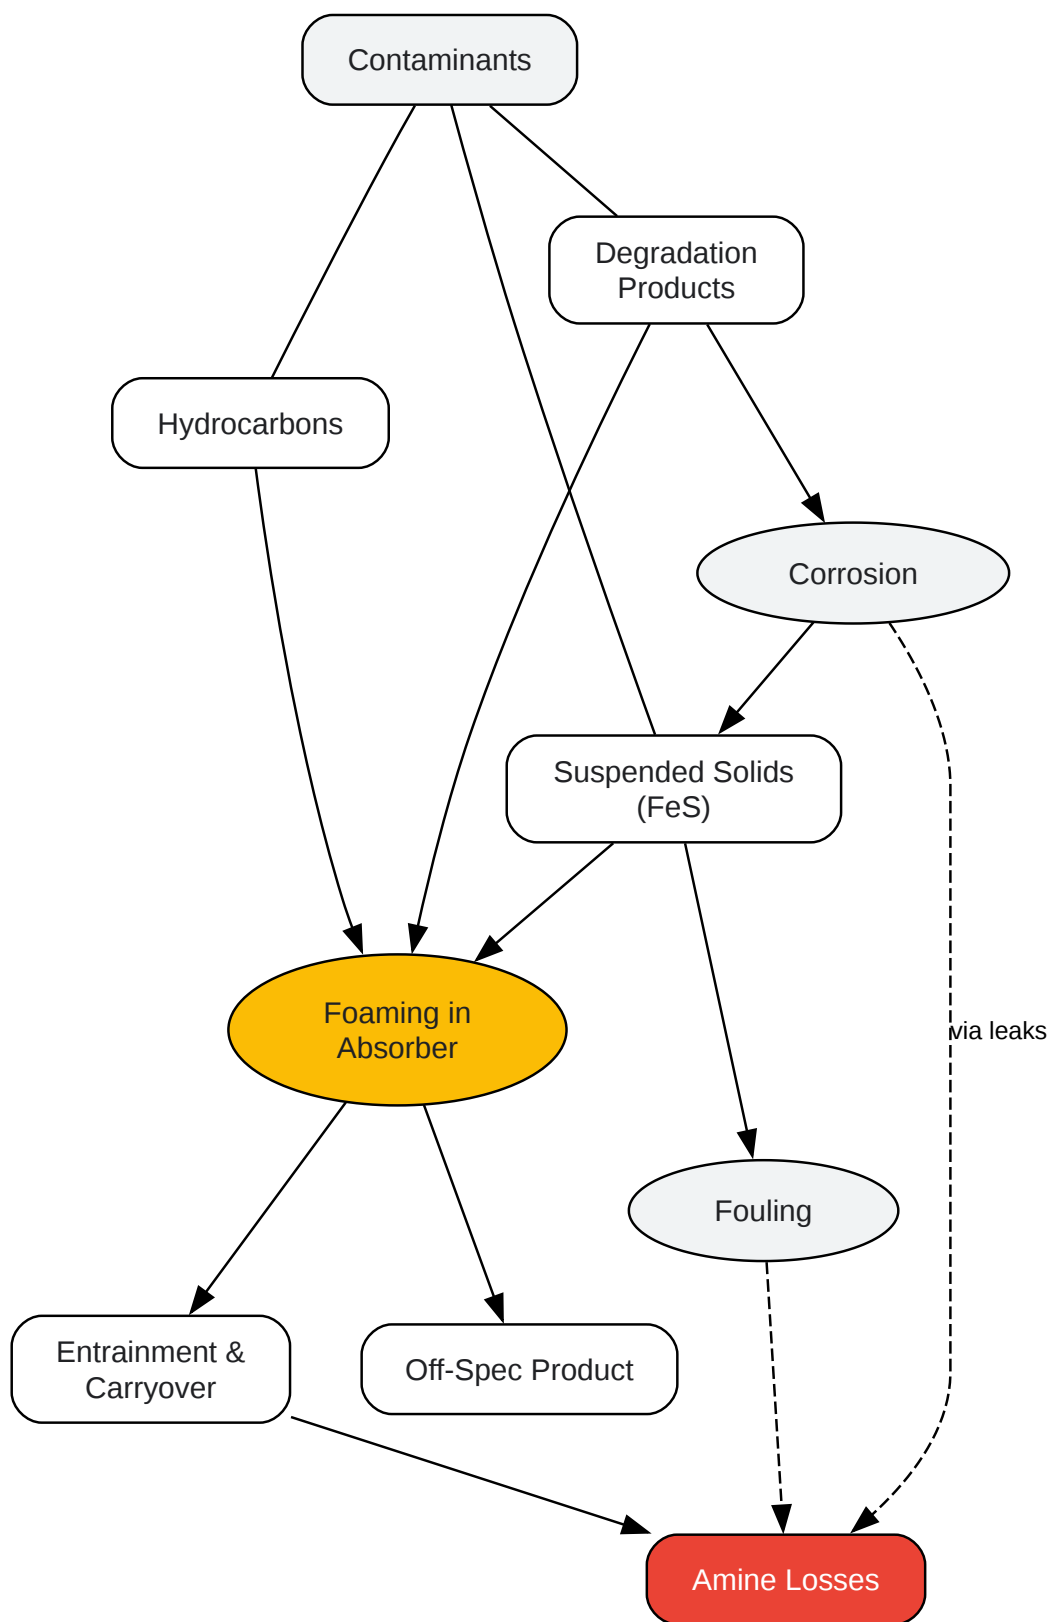 Contaminants
Degradation
Products
Hydrocarbons
Corrosion
Suspended Solids
(FeS)
Foaming in
Absorber
via leaks
Fouling
Entrainment &
Carryover
Off-Spec Product
Amine Losses